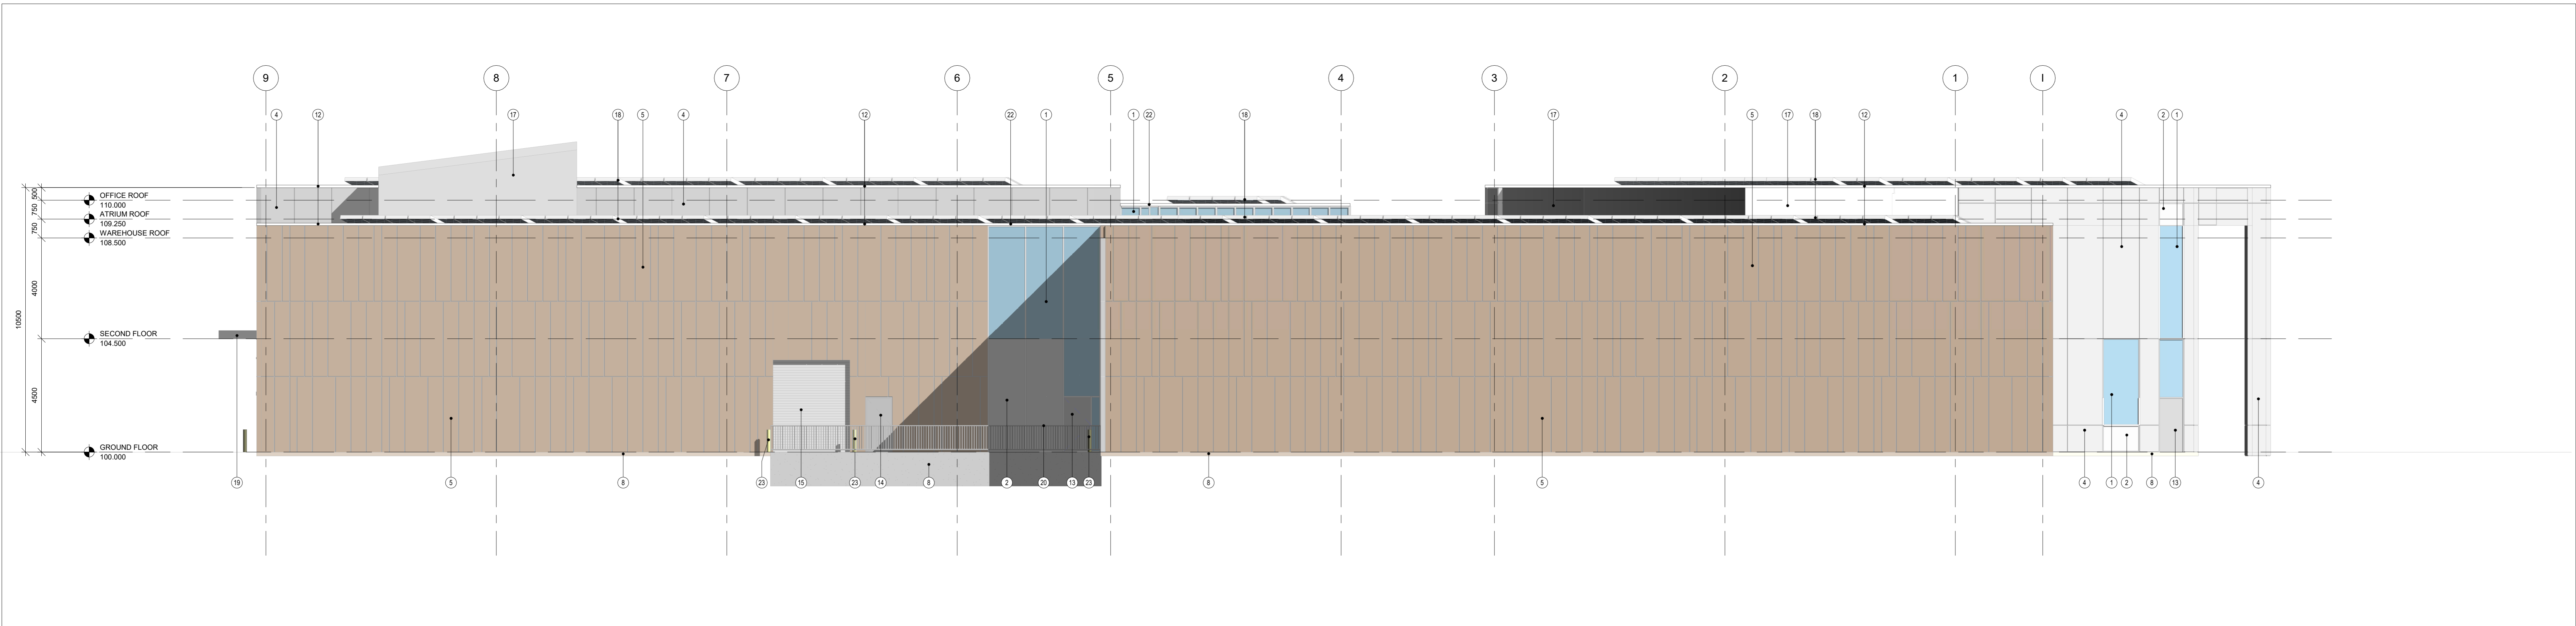 9 8 7 6 5 4 3 2 1 I
4 12 17 18 5 4 12 22 1 1 22 18 17 5 17 18 12 4 2 1
500
OFFICE ROOF
110.000
750
ATRIUM ROOF
109.250
750
WAREHOUSE ROOF
108.500
4000
10500
SECOND FLOOR
104.500
4500
GROUND FLOOR
100.000
19 5 8 23 15 23 14 8 2 20 13 23 8 5 4 1 2 8 13 4